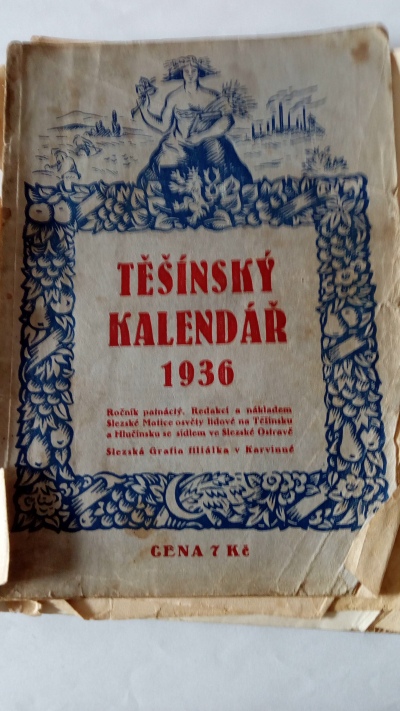 TĚŠÍNSKÝ
KALENDÁŘ
1936
Ročník patnáctý. Redakcí a nákladem
Slezské Matice osvěty lidové na Těšínsku
a Hlučínsku se sídlem ve Slezské Ostravě
Slezská Grafia filiálka v Karvinné
CENA 7 Kč